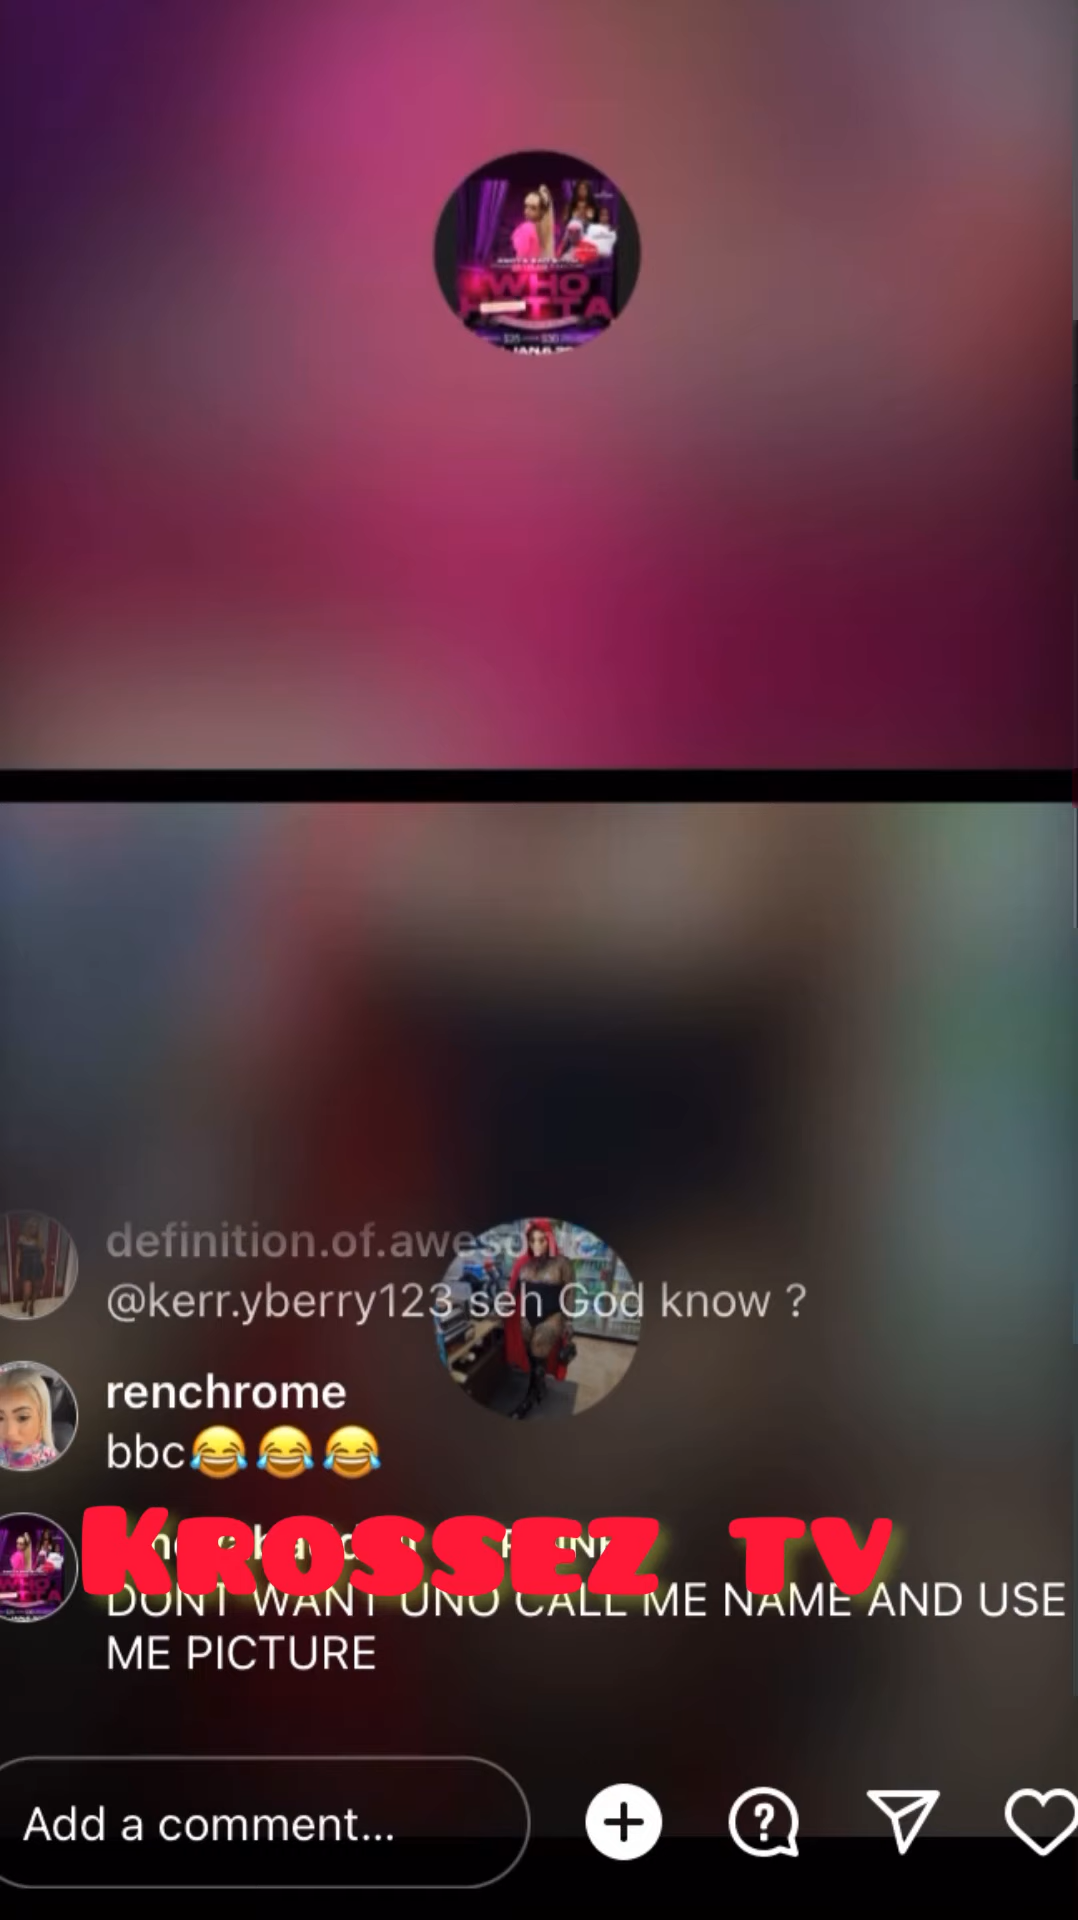 WHO
definition.of.awesome
@kerr.yberry123 seh God know ?
renchrome
bbc😂😂😂
KROSSEZ TV
DONT WANT UNO CALL ME NAME AND USE
ME PICTURE
Add a comment...